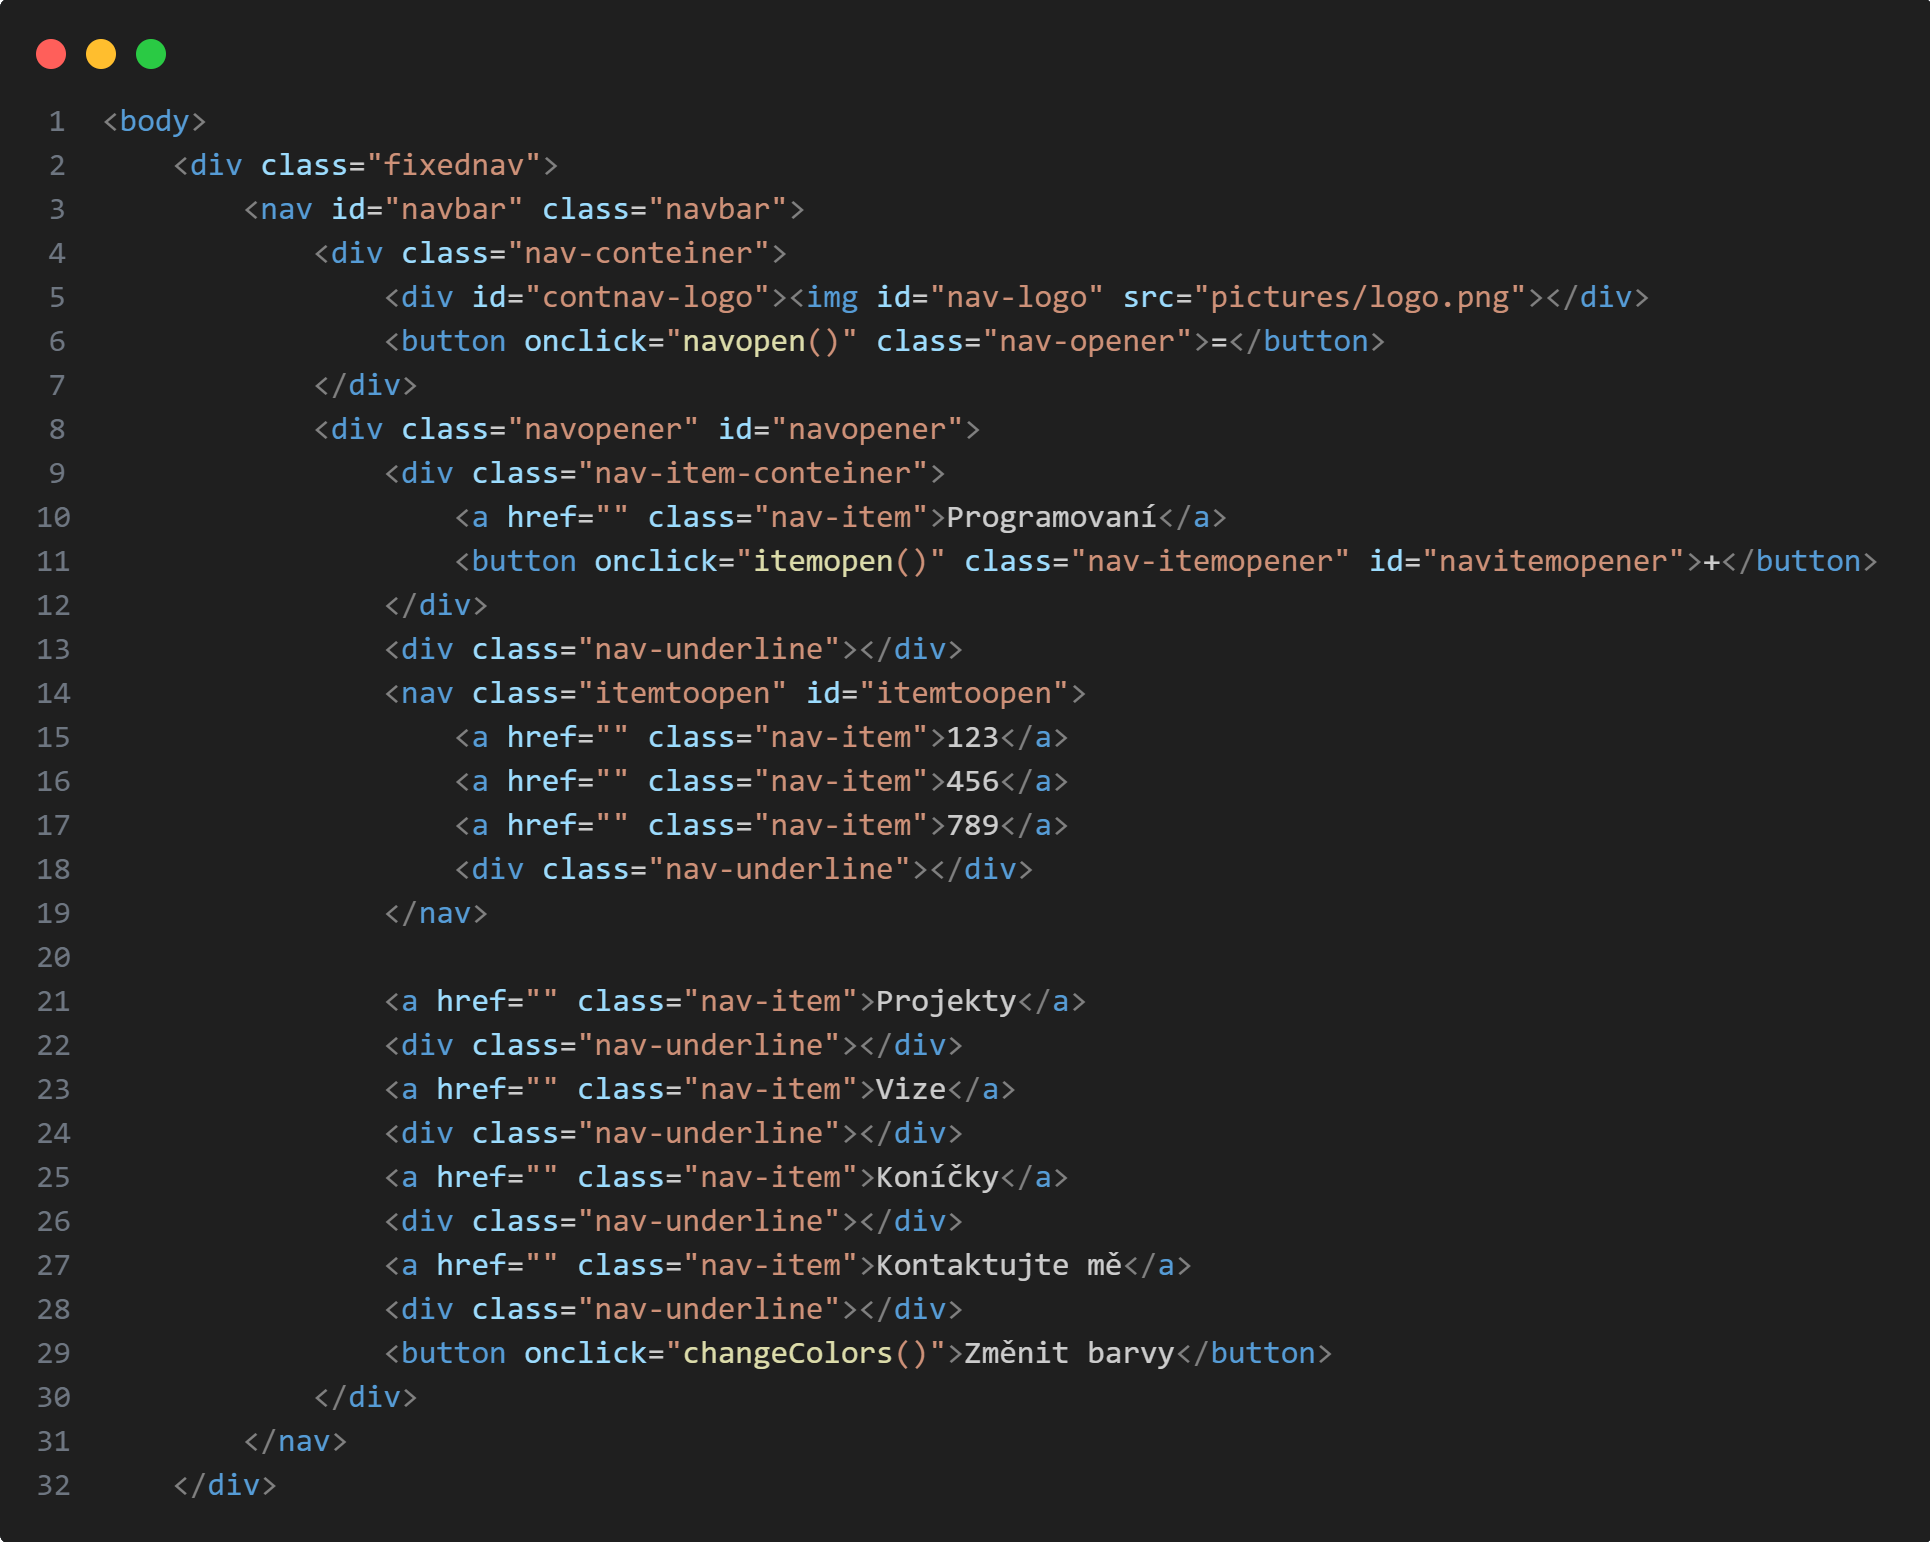 1 <body>
2     <div class="fixednav">
3         <nav id="navbar" class="navbar">
4             <div class="nav-conteiner">
5                 <div id="contnav-logo"><img id="nav-logo" src="pictures/logo.png"></div>
6                 <button onclick="navopen()" class="nav-opener">=</button>
7             </div>
8             <div class="navopener" id="navopener">
9                 <div class="nav-item-conteiner">
10                     <a href="" class="nav-item">Programovaní</a>
11                     <button onclick="itemopen()" class="nav-itemopener" id="navitemopener">+</button>
12                 </div>
13                 <div class="nav-underline"></div>
14                 <nav class="itemtoopen" id="itemtoopen">
15                     <a href="" class="nav-item">123</a>
16                     <a href="" class="nav-item">456</a>
17                     <a href="" class="nav-item">789</a>
18                     <div class="nav-underline"></div>
19                 </nav>
20
21                 <a href="" class="nav-item">Projekty</a>
22                 <div class="nav-underline"></div>
23                 <a href="" class="nav-item">Vize</a>
24                 <div class="nav-underline"></div>
25                 <a href="" class="nav-item">Koníčky</a>
26                 <div class="nav-underline"></div>
27                 <a href="" class="nav-item">Kontaktujte mě</a>
28                 <div class="nav-underline"></div>
29                 <button onclick="changeColors()">Změnit barvy</button>
30             </div>
31         </nav>
32     </div>